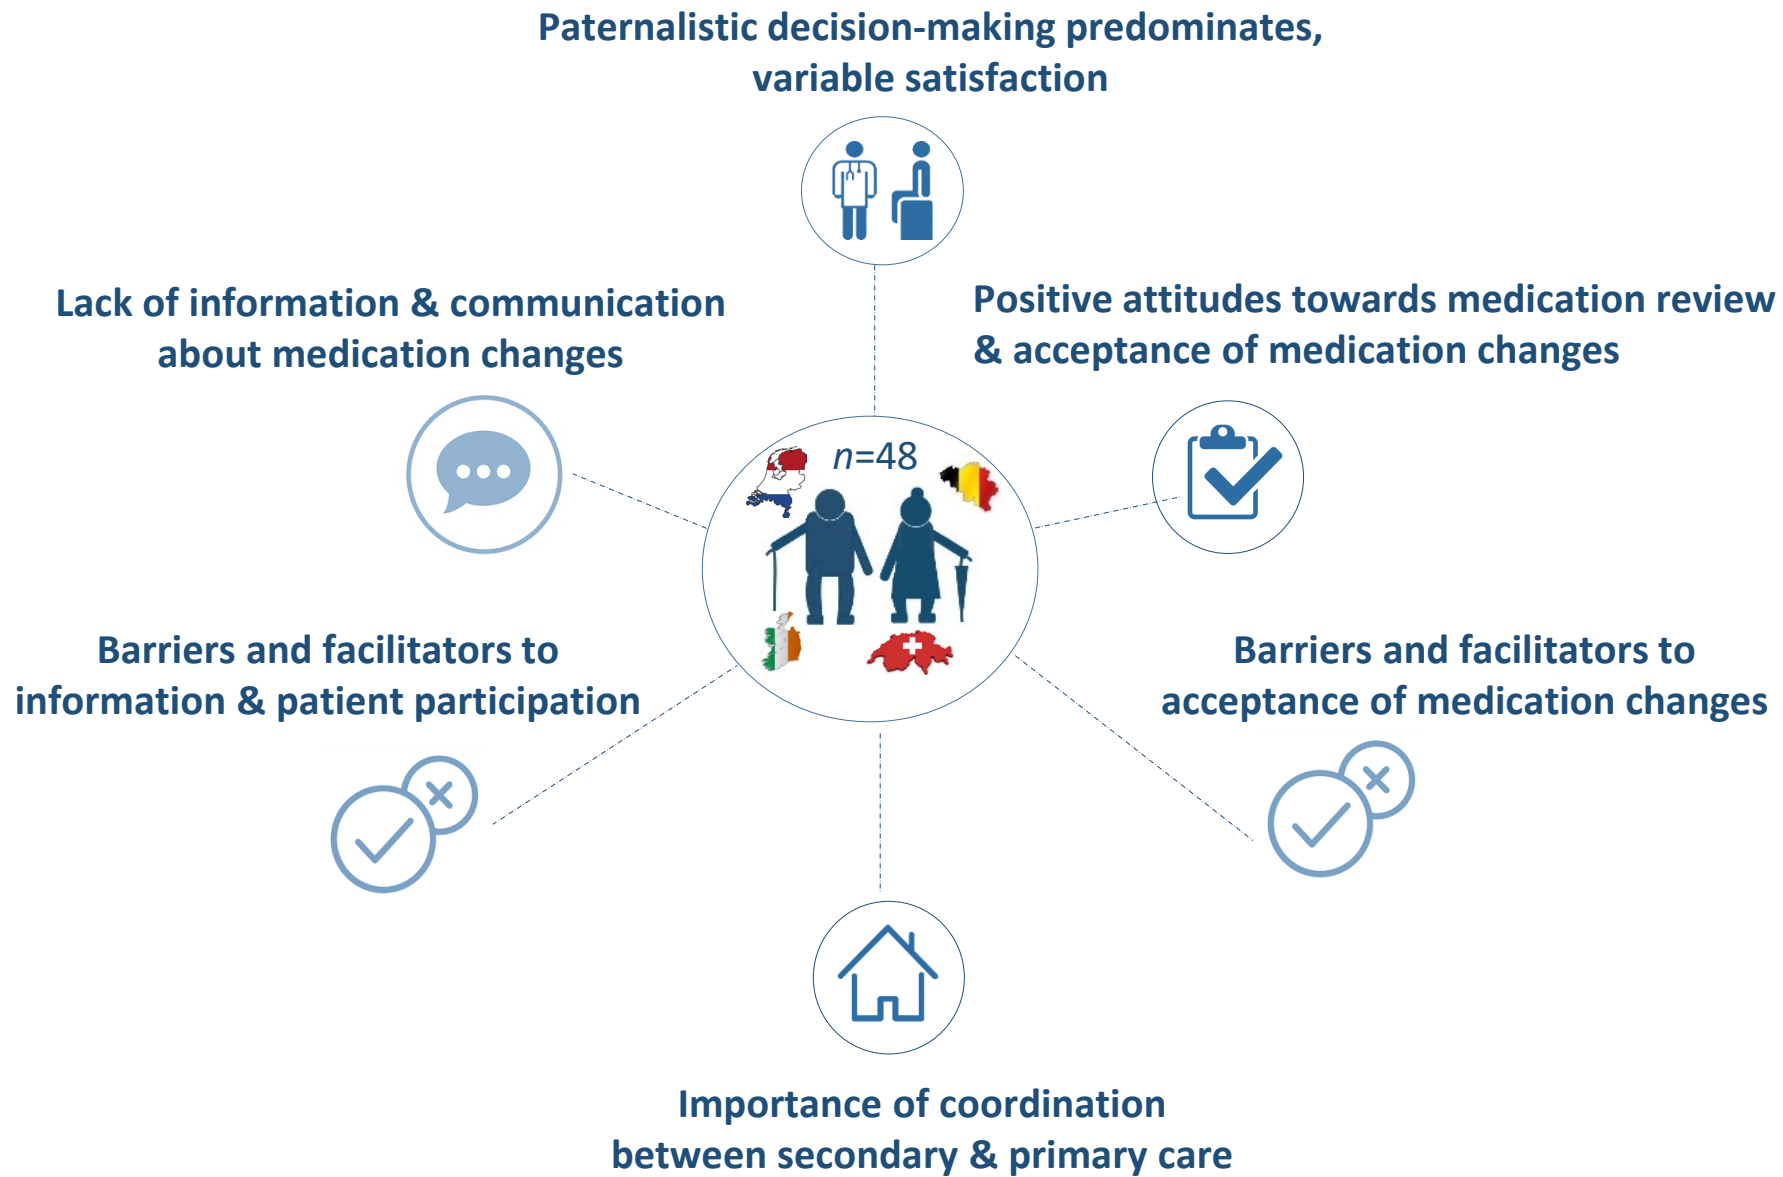 Paternalistic decision-making predominates,
variable satisfaction
Lack of information & communication
about medication changes
Positive attitudes towards medication review
& acceptance of medication changes
n=48
Barriers and facilitators to
information & patient participation
Barriers and facilitators to
acceptance of medication changes
Importance of coordination
between secondary & primary care